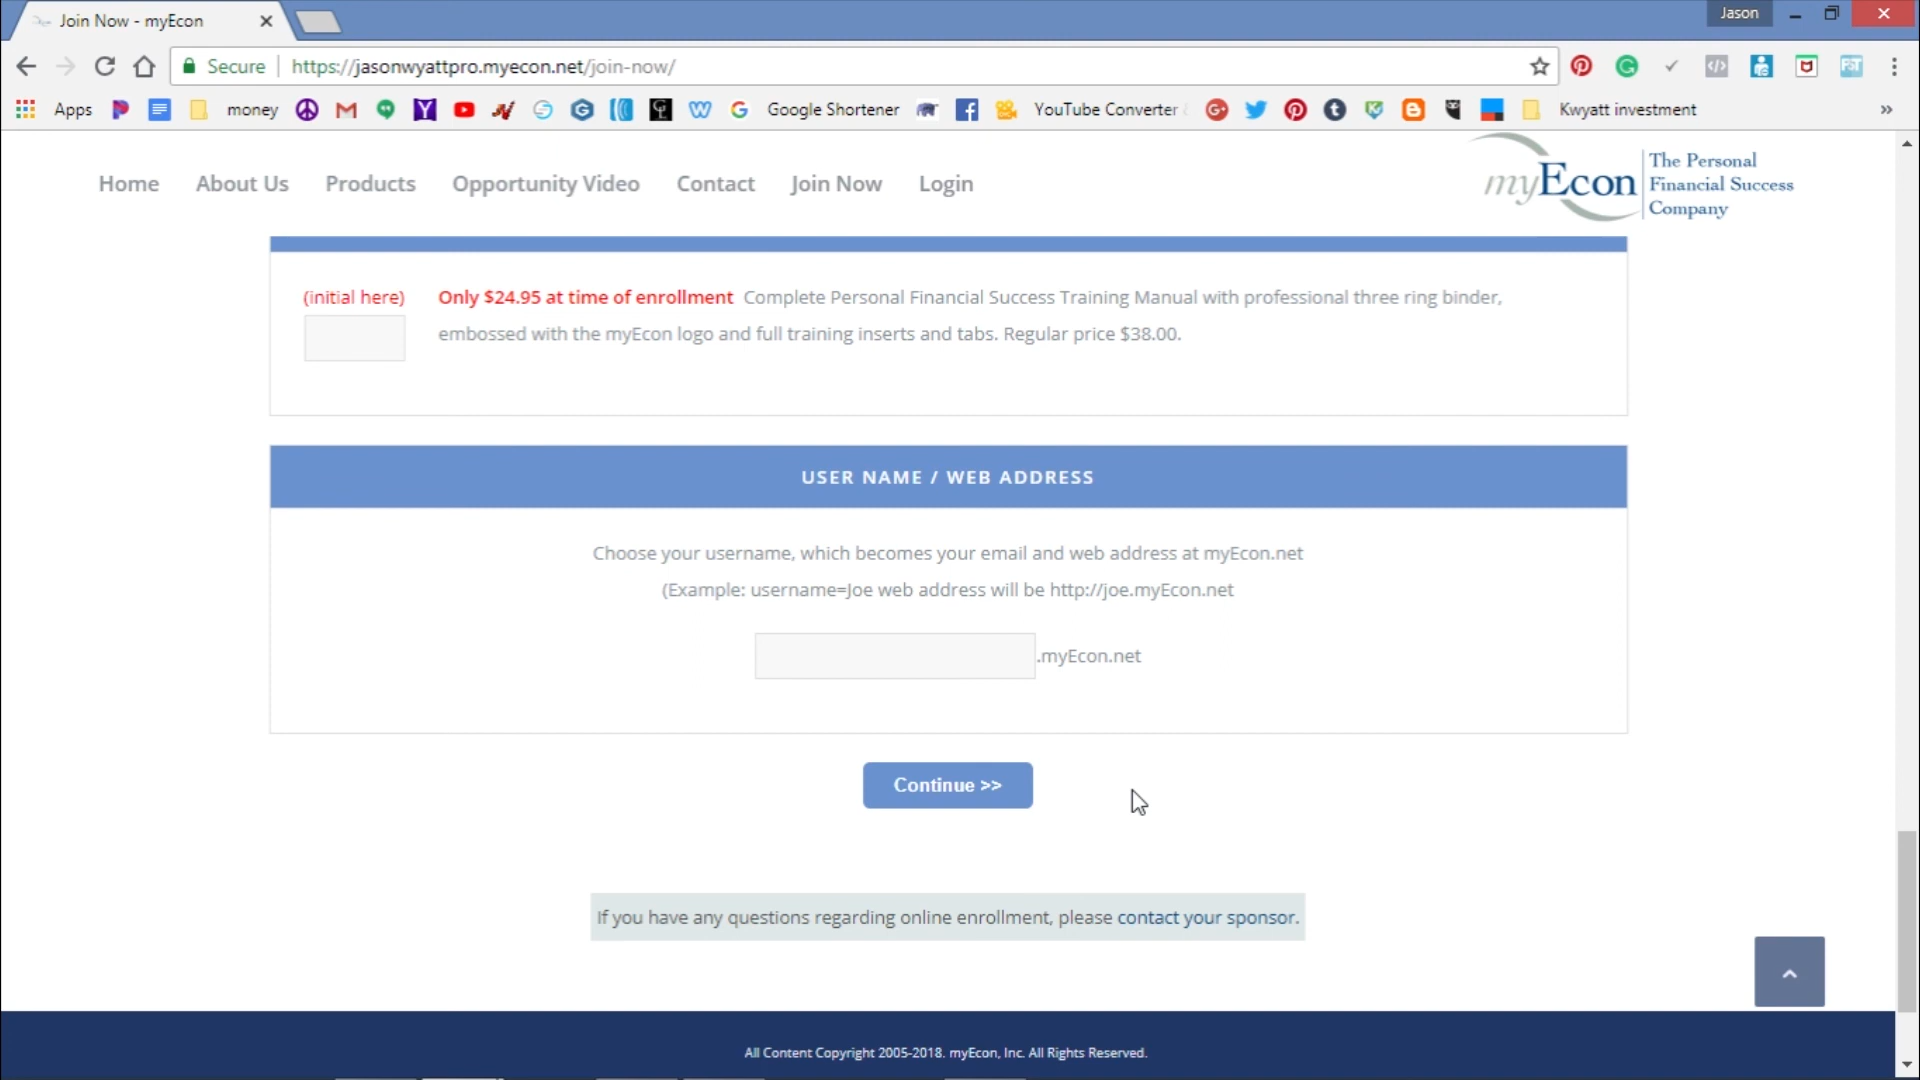 Join Now - myEcon
Jason
Secure
https://jasonwyattpro.myecon.net/join-now/
Apps
money
Google Shortener
YouTube Converter
Kwyatt investment
Home
About Us
Products
Opportunity Video
Contact
Join Now
Login
myEcon
The Personal
Financial Success
Company
(initial here)
Only $24.95 at time of enrollment Complete Personal Financial Success Training Manual with professional three ring binder,
embossed with the myEcon logo and full training inserts and tabs. Regular price $38.00.
USER NAME / WEB ADDRESS
Choose your username, which becomes your email and web address at myEcon.net
(Example: username=Joe web address will be http://joe.myEcon.net
.myEcon.net
Continue >>
If you have any questions regarding online enrollment, please contact your sponsor.
All Content Copyright 2005-2018. myEcon, Inc. All Rights Reserved.